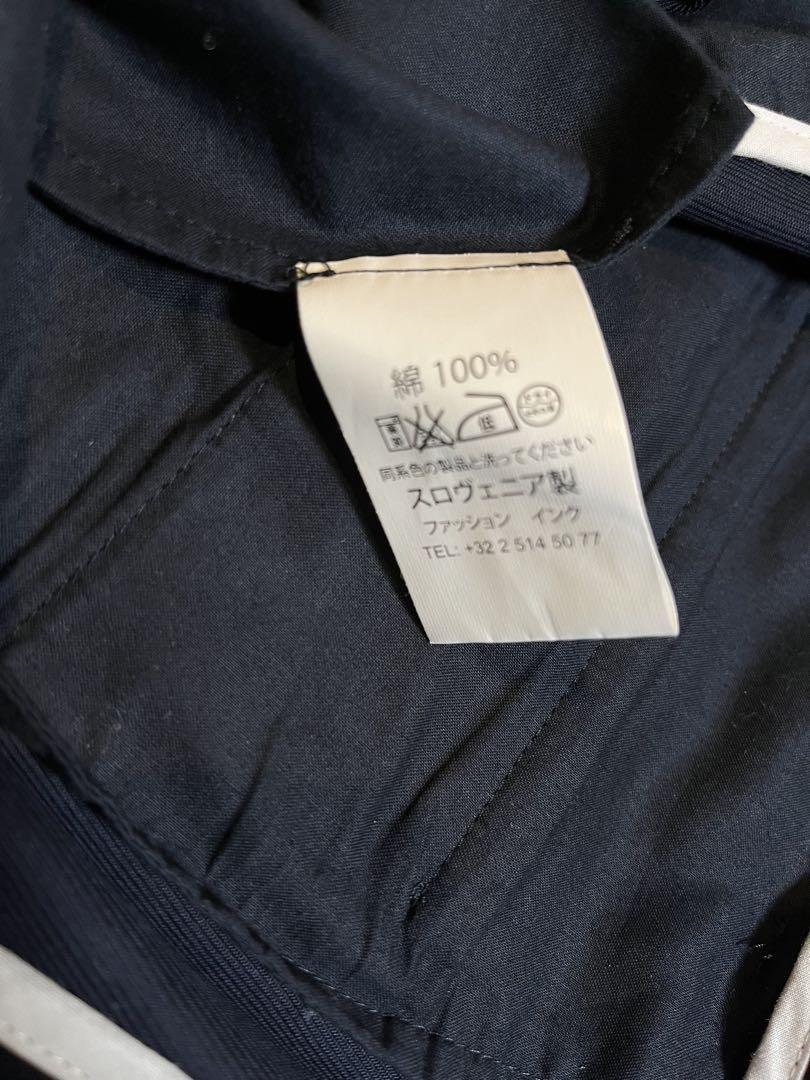 綿 100%
低
同系色の製品と洗ってください
スロヴェニア製
ファッション インク
TEL: +32 2 514 50 77